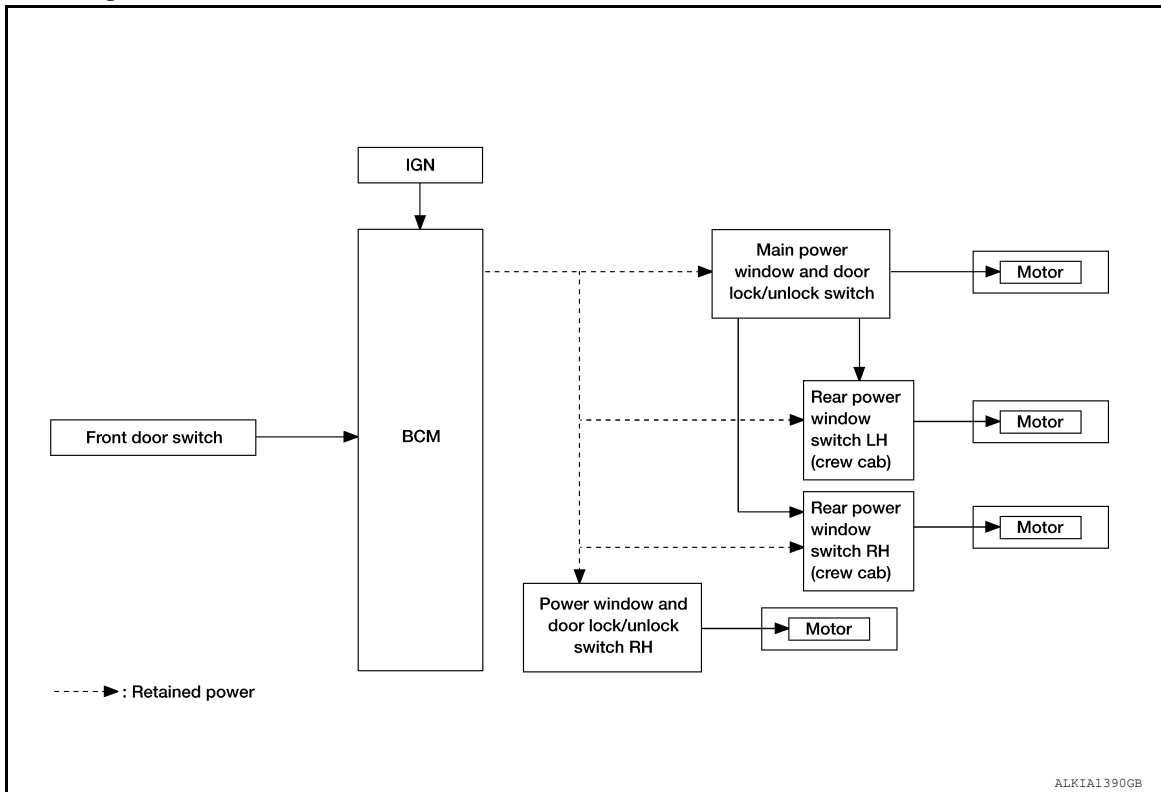 IGN
BCM
Front door switch
Main power
window and door
lock/unlock switch
Motor
Rear power
window
switch LH
(crew cab)
Motor
Rear power
window
switch RH
(crew cab)
Motor
Power window and
door lock/unlock
switch RH
Motor
: Retained power
ALKIA1390GB